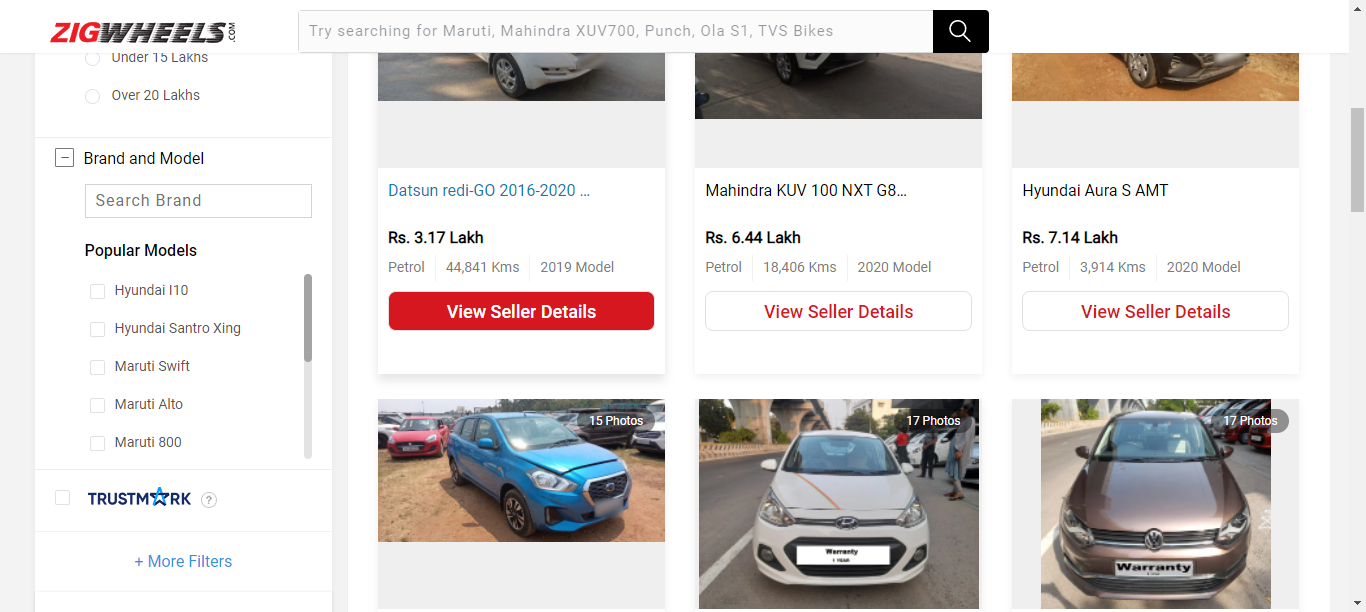 ZIGWHEELS.COM
Try searching for Maruti, Mahindra XUV700, Punch, Ola S1, TVS Bikes
Under 15 Lakhs
Over 20 Lakhs
Brand and Model
Search Brand
Popular Models
Hyundai I10
Hyundai Santro Xing
Maruti Swift
Maruti Alto
Maruti 800
TRUSTMARK ?
+ More Filters
Datsun redi-GO 2016-2020 ...
Rs. 3.17 Lakh
Petrol 44,841 Kms 2019 Model
View Seller Details
Mahindra KUV 100 NXT G8...
Rs. 6.44 Lakh
Petrol 18,406 Kms 2020 Model
View Seller Details
Hyundai Aura S AMT
Rs. 7.14 Lakh
Petrol 3,914 Kms 2020 Model
View Seller Details
15 Photos
17 Photos
Warranty
17 Photos
Warranty